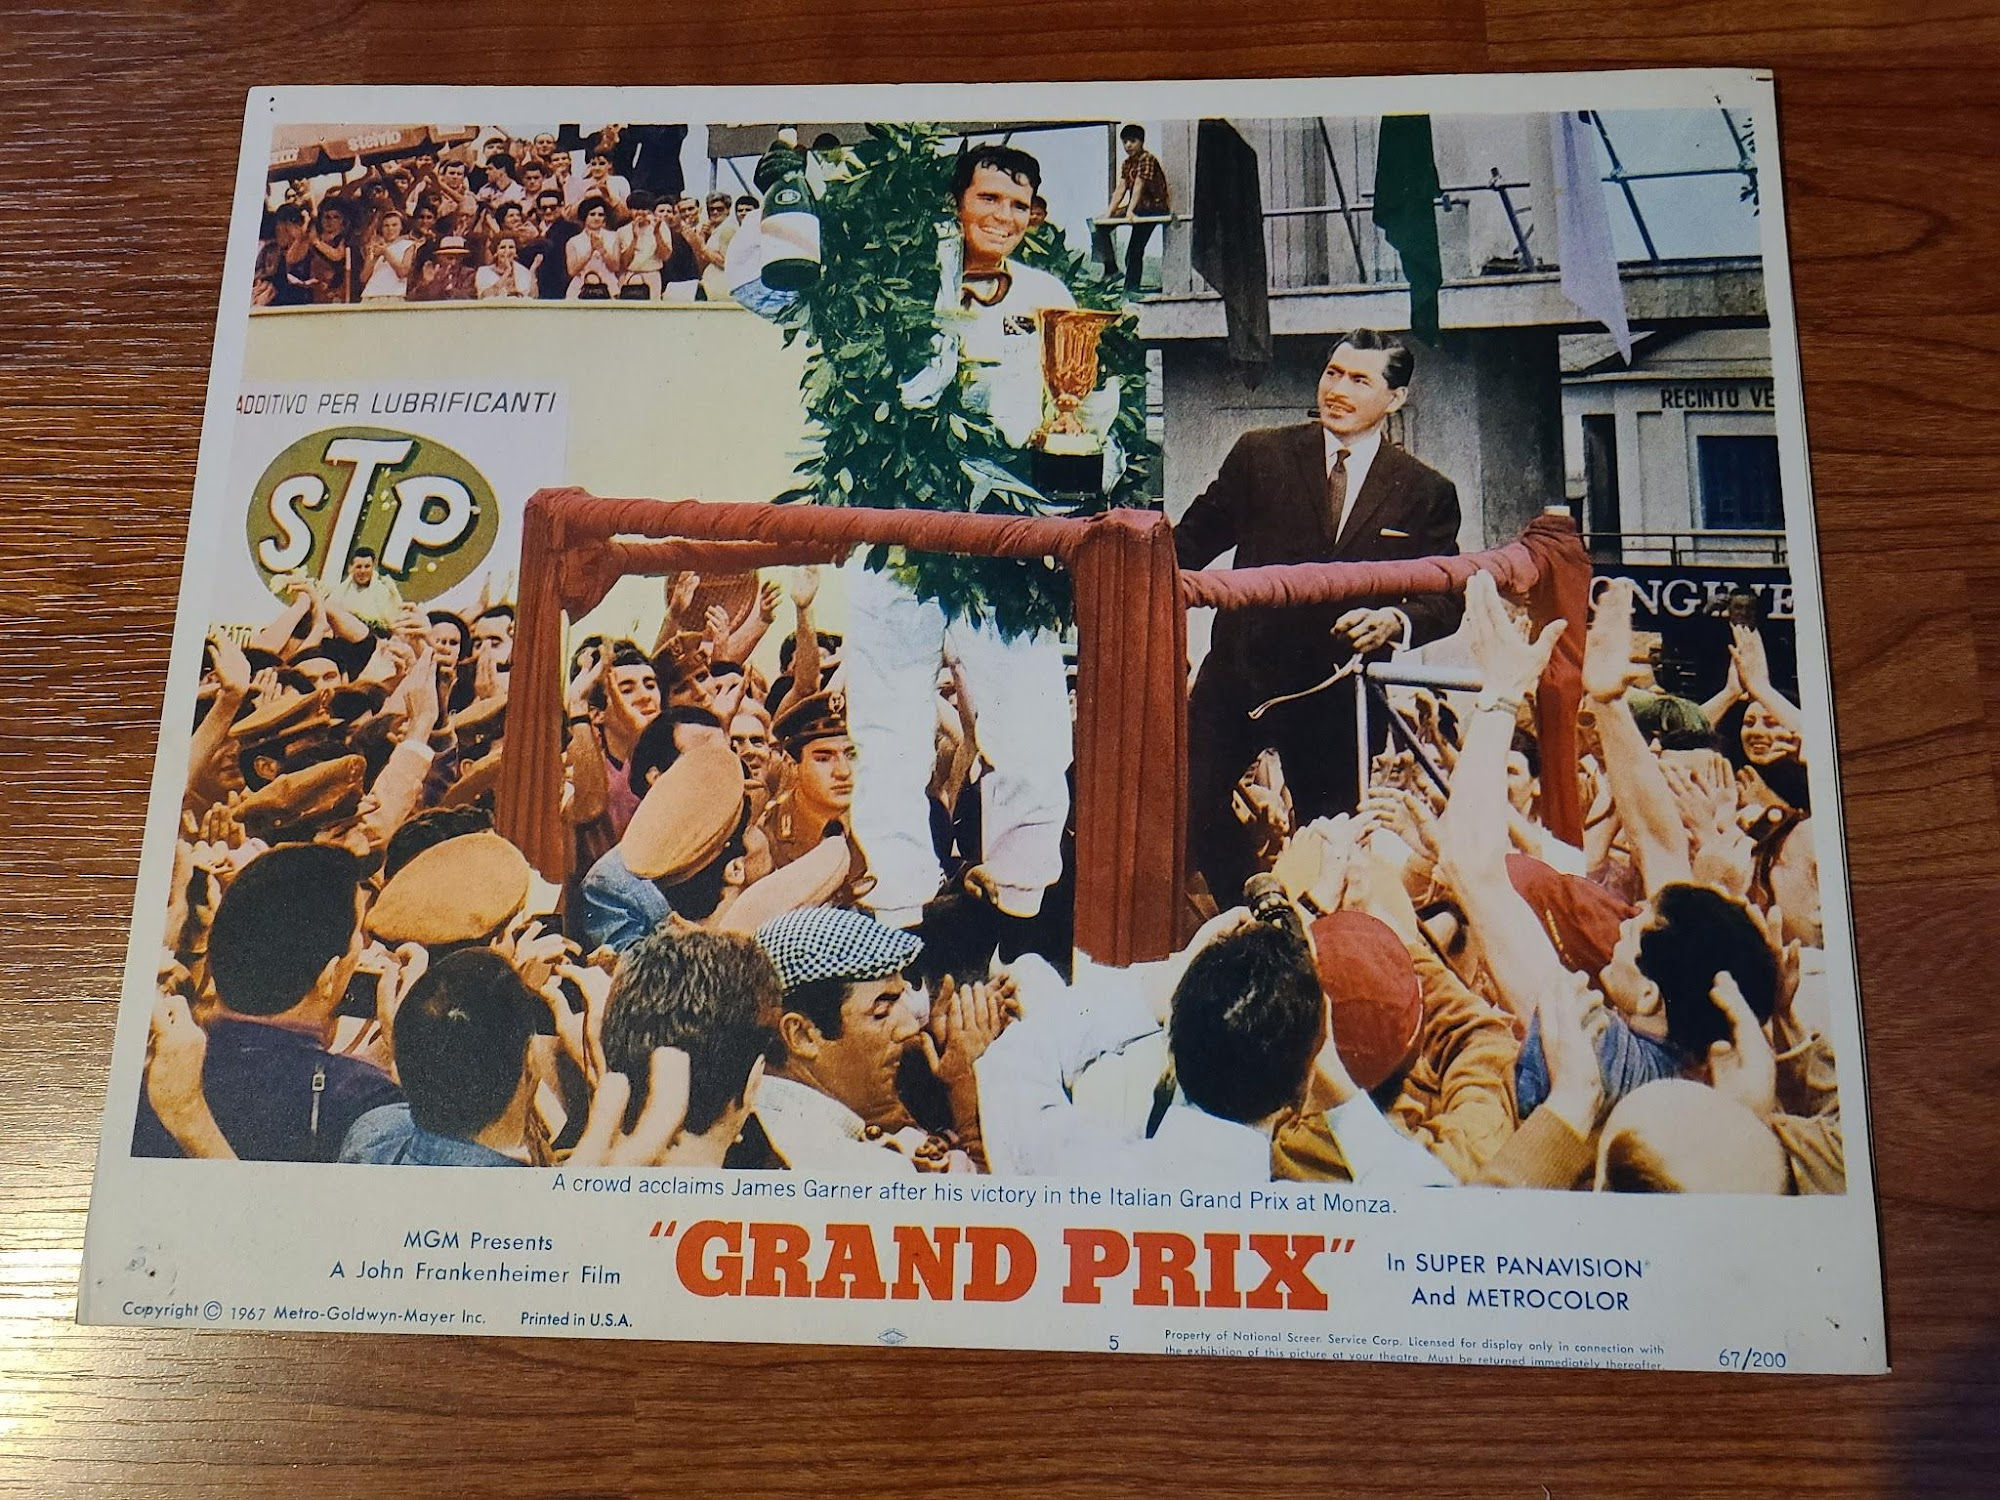 stelvio
ADDITIVO PER LUBRIFICANTI
STP
RECINTO VE
ONGINE
A crowd acclaims James Garner after his victory in the Italian Grand Prix at Monza.
MGM Presents
A John Frankenheimer Film
"GRAND PRIX"
In SUPER PANAVISION®
And METROCOLOR
Copyright © 1967 Metro-Goldwyn-Mayer Inc. Printed in U.S.A.
5
Property of National Screen Service Corp. Licensed for display only in connection with
the exhibition of this picture at your theatre. Must be returned immediately thereafter.
67/200